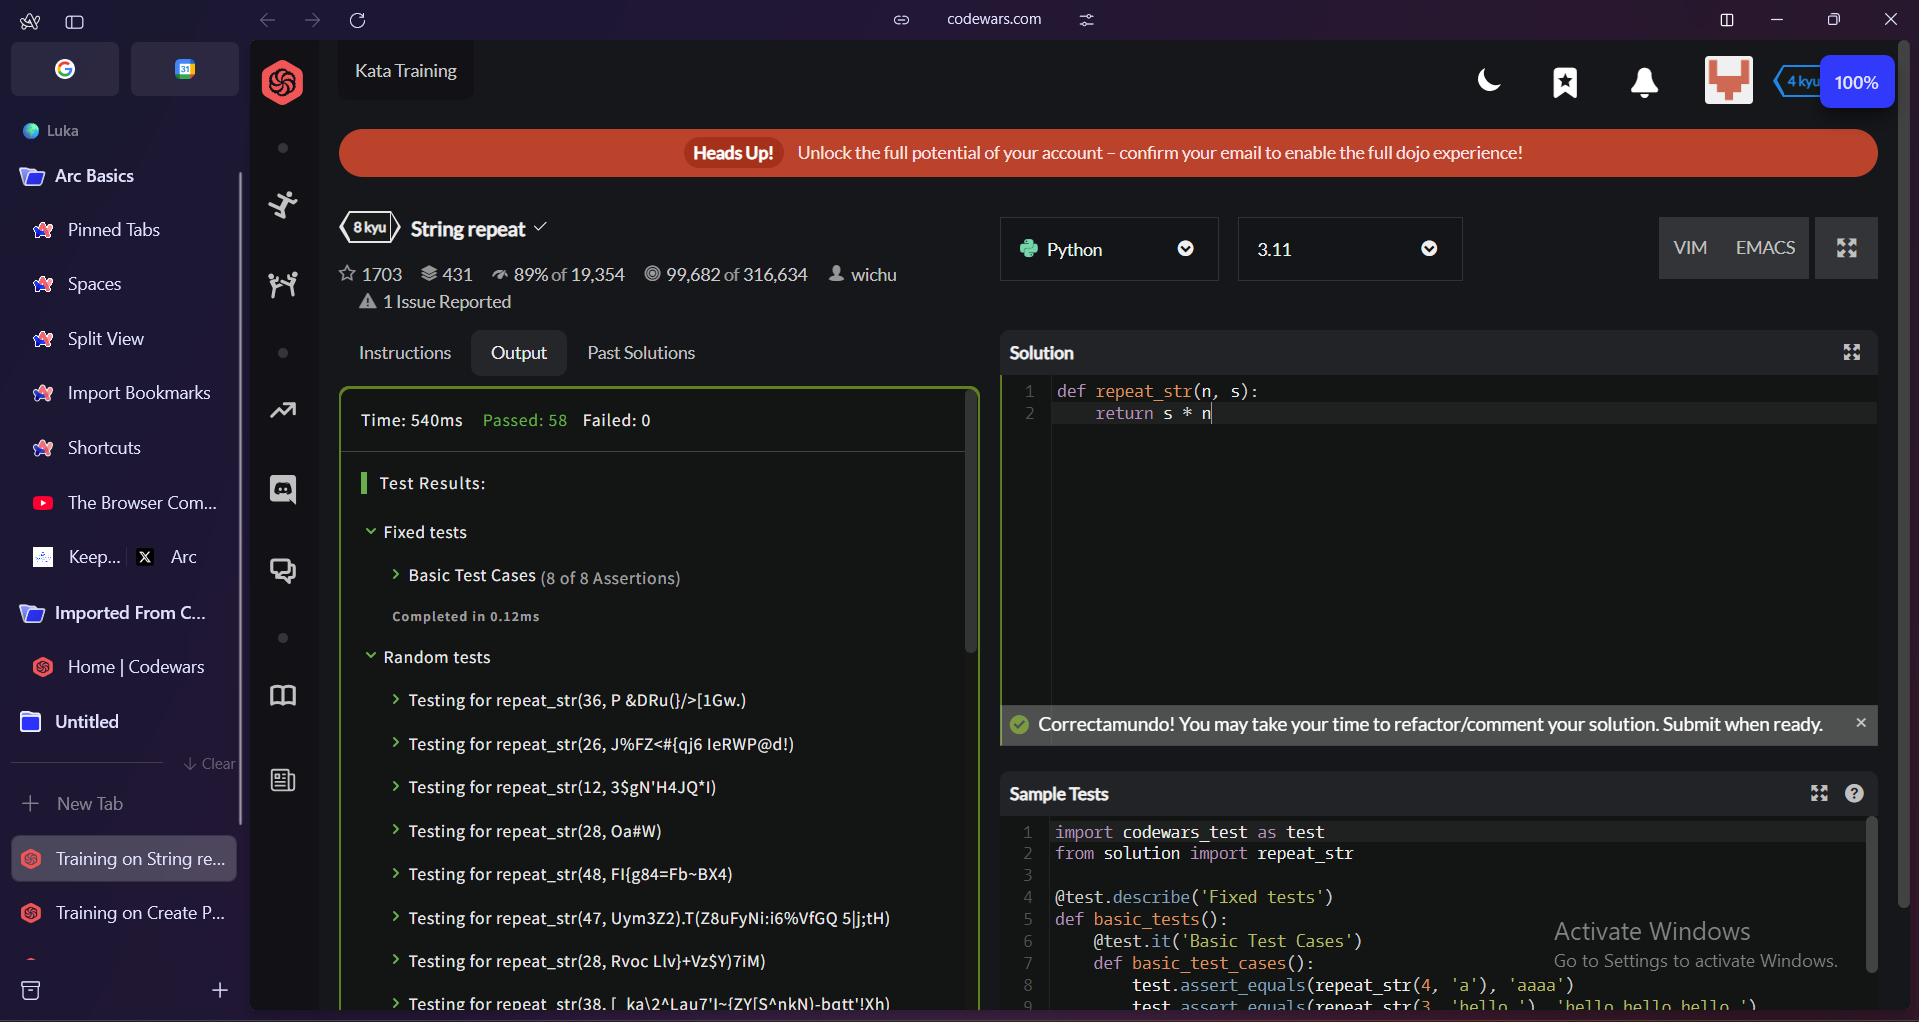 codewars.com
31
Luka
Arc Basics
Pinned Tabs
Spaces
Split View
Import Bookmarks
Shortcuts
The Browser Com...
Keep... X Arc
Imported From C...
Home | Codewars
Untitled
Clear
New Tab
Training on String re...
Training on Create P...
Kata Training
4 kyu
100%
Heads Up! Unlock the full potential of your account – confirm your email to enable the full dojo experience!
8 kyu String repeat
1703 431 89% of 19,354 99,682 of 316,634 wichu
1 Issue Reported
Python 3.11
VIM EMACS
Instructions Output Past Solutions
Time: 540ms Passed: 58 Failed: 0
Test Results:
Fixed tests
Basic Test Cases (8 of 8 Assertions)
Completed in 0.12ms
Random tests
Testing for repeat_str(36, P &DRu(}/>[1Gw.)
Testing for repeat_str(26, J%FZ<#{qj6 IeRWP@d!)
Testing for repeat_str(12, 3$gN'H4JQ*I)
Testing for repeat_str(28, Oa#W)
Testing for repeat_str(48, FI{g84=Fb~BX4)
Testing for repeat_str(47, Uym3Z2).T(Z8uFyNi:i6%VfGQ 5|j;tH)
Testing for repeat_str(28, Rvoc Llv}+Vz$Y)7iM)
Testing for repeat_str(38,
Solution
1 def repeat_str(n, s):
2 return s * n
Correctamundo! You may take your time to refactor/comment your solution. Submit when ready.
Sample Tests
1 import codewars_test as test
2 from solution import repeat_str
3
4 @test.describe('Fixed tests')
5 def basic_tests():
6 @test.it('Basic Test Cases')
7 def basic_test_cases():
8 test.assert_equals(repeat_str(4, 'a'), 'aaaa')
9 test.assert_equals(repeat_str(3, 'hello '), 'hello hello hello ')
Activate Windows
Go to Settings to activate Windows.